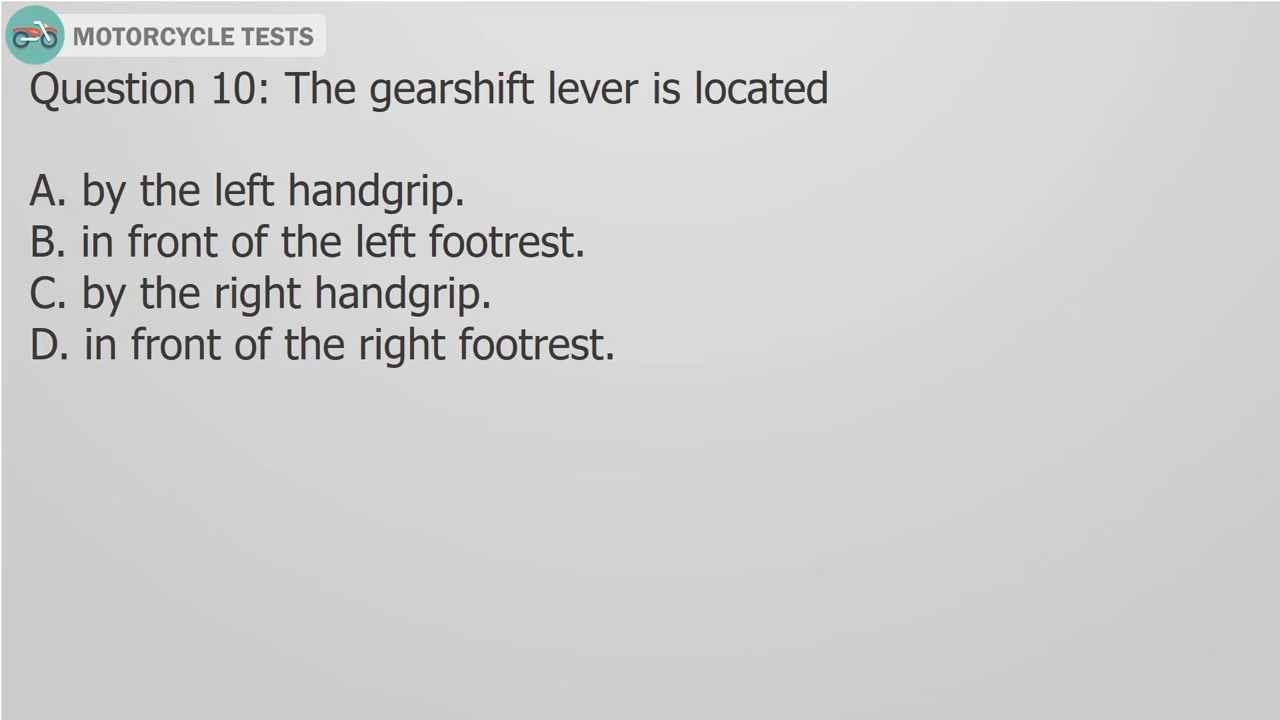 MOTORCYCLE TESTS
Question 10: The gearshift lever is located
A. by the left handgrip.
B. in front of the left footrest.
C. by the right handgrip.
D. in front of the right footrest.